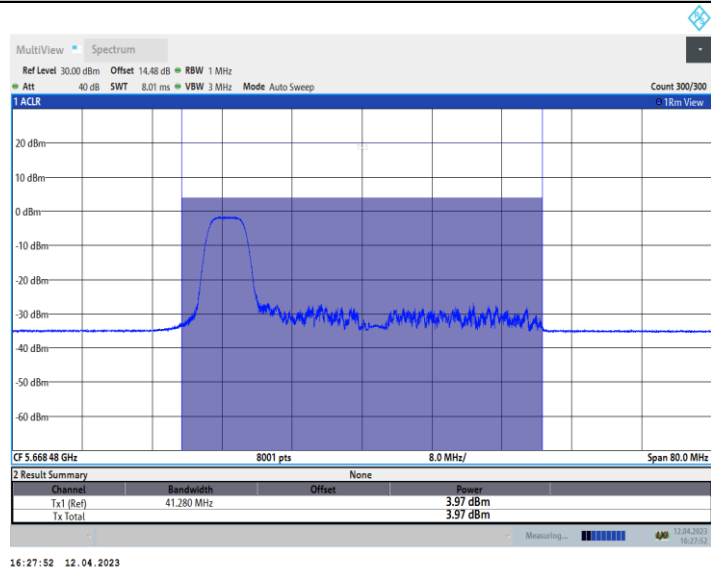 MultiView Spectrum
Ref Level 30.00 dBm Offset 14.48 dB RBW 1 MHz
Att 40 dB SWT 8.01 ms VBW 3 MHz Mode Auto Sweep Count 300/300
1 ACLR 1Rm View
20 dBm
10 dBm
0 dBm
-10 dBm
-20 dBm
-30 dBm
-40 dBm
-50 dBm
-60 dBm
CF 5.668 48 GHz 8001 pts 8.0 MHz/ Span 80.0 MHz
2 Result Summary None
Channel Bandwidth Offset Power
Tx1 (Ref) 41.280 MHz 3.97 dBm
Tx Total 3.97 dBm
Measuring... 12.04.2023
16:27:52
16:27:52 12.04.2023